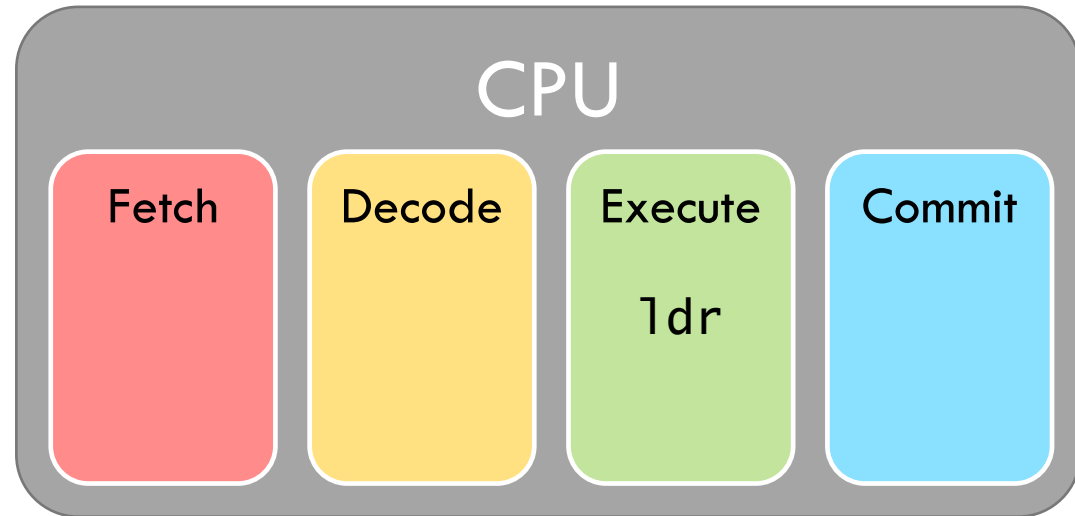 CPU
Fetch
Decode
Execute
ldr
Commit